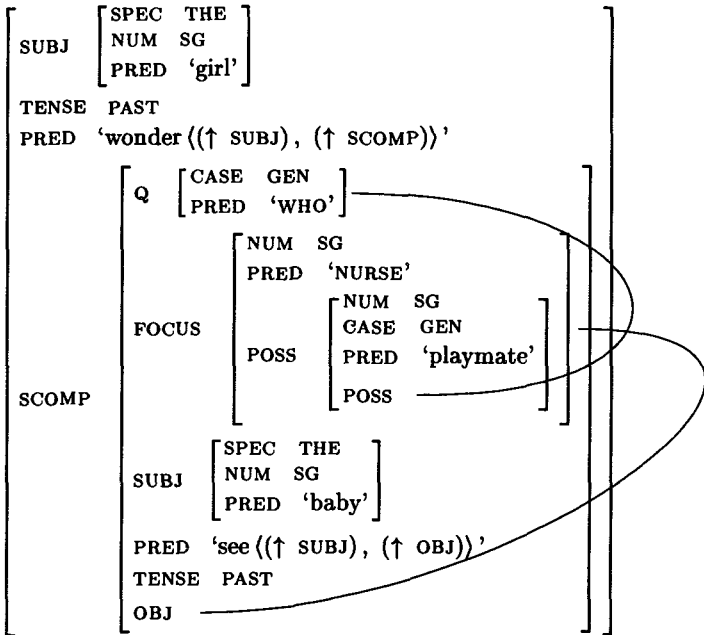 SPEC THE
SUBJ NUM SG
PRED ‘girl’
TENSE PAST
PRED ‘wonder⟨(↑ SUBJ), (↑ SCOMP)⟩’
Q CASE GEN
PRED ‘WHO’
NUM SG
PRED ‘NURSE’
FOCUS NUM SG
CASE GEN
POSS PRED ‘playmate’
POSS
SCOMP
SPEC THE
SUBJ NUM SG
PRED ‘baby’
PRED ‘see⟨(↑ SUBJ), (↑ OBJ)⟩’
TENSE PAST
OBJ